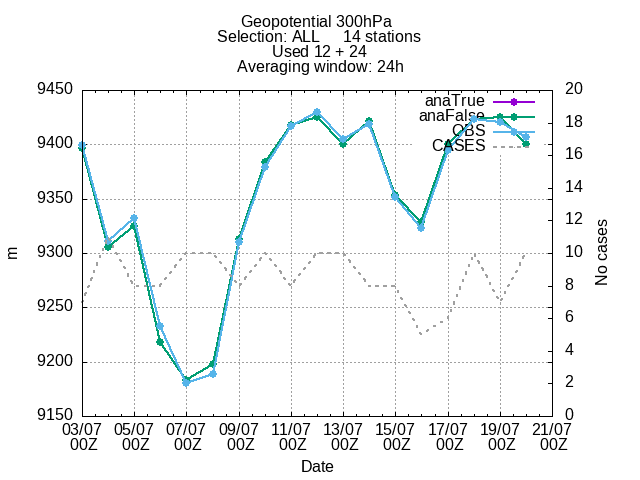 Geopotential 300hPa
Selection: ALL 14 stations
Used 12 + 24
Averaging window: 24h
9450
9400
9350
9300
9250
9200
9150
m
20
18
16
14
12
10
8
6
4
2
0
No cases
anaTrue
anaFalse
OBS
CASES
03/07 05/07 07/07 09/07 11/07 13/07 15/07 17/07 19/07 21/07
00Z 00Z 00Z 00Z 00Z 00Z 00Z 00Z 00Z 00Z
Date